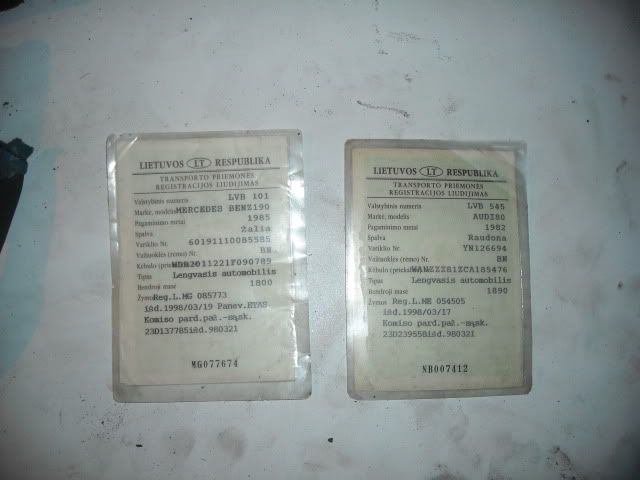 LIETUVOS LT RESPUBLIKA
TRANSPORTO PRIEMONĖS
REGISTRACIJOS LIUDIJIMAS
Valstybinis numeris LVB 101
Markė, modelis MERCEDES BENZ190
Pagaminimo metai 1985
Spalva Žalia
Variklio Nr. 60191110085585
Važiuoklės (rėmo) Nr. BN
Kėbulo WDB2011221F090789
Tipas Lengvasis automobilis
Bendroji masė 1800
Žymos Reg.L.MG 085773
išd.1998/03/19 Panev.
Komiso pard.paž.-sąsk.
23D137785išd.980321
MG077674
LIETUVOS LT RESPUBLIKA
TRANSPORTO PRIEMONĖS
REGISTRACIJOS LIUDIJIMAS
Valstybinis numeris LVB 545
Markė, modelis AUDI80
Pagaminimo metai 1982
Spalva Raudona
Variklio Nr. YN126694
Važiuoklės (rėmo) Nr. BN
Kėbulo WAUZZZ81ZCA185476
Tipas Lengvasis automobilis
Bendroji masė 1890
Žymos Reg.L.NE 054505
išd.1998/03/17
Komiso pard.paž.-sąsk.
23D23955Bišd.980321
NB007412